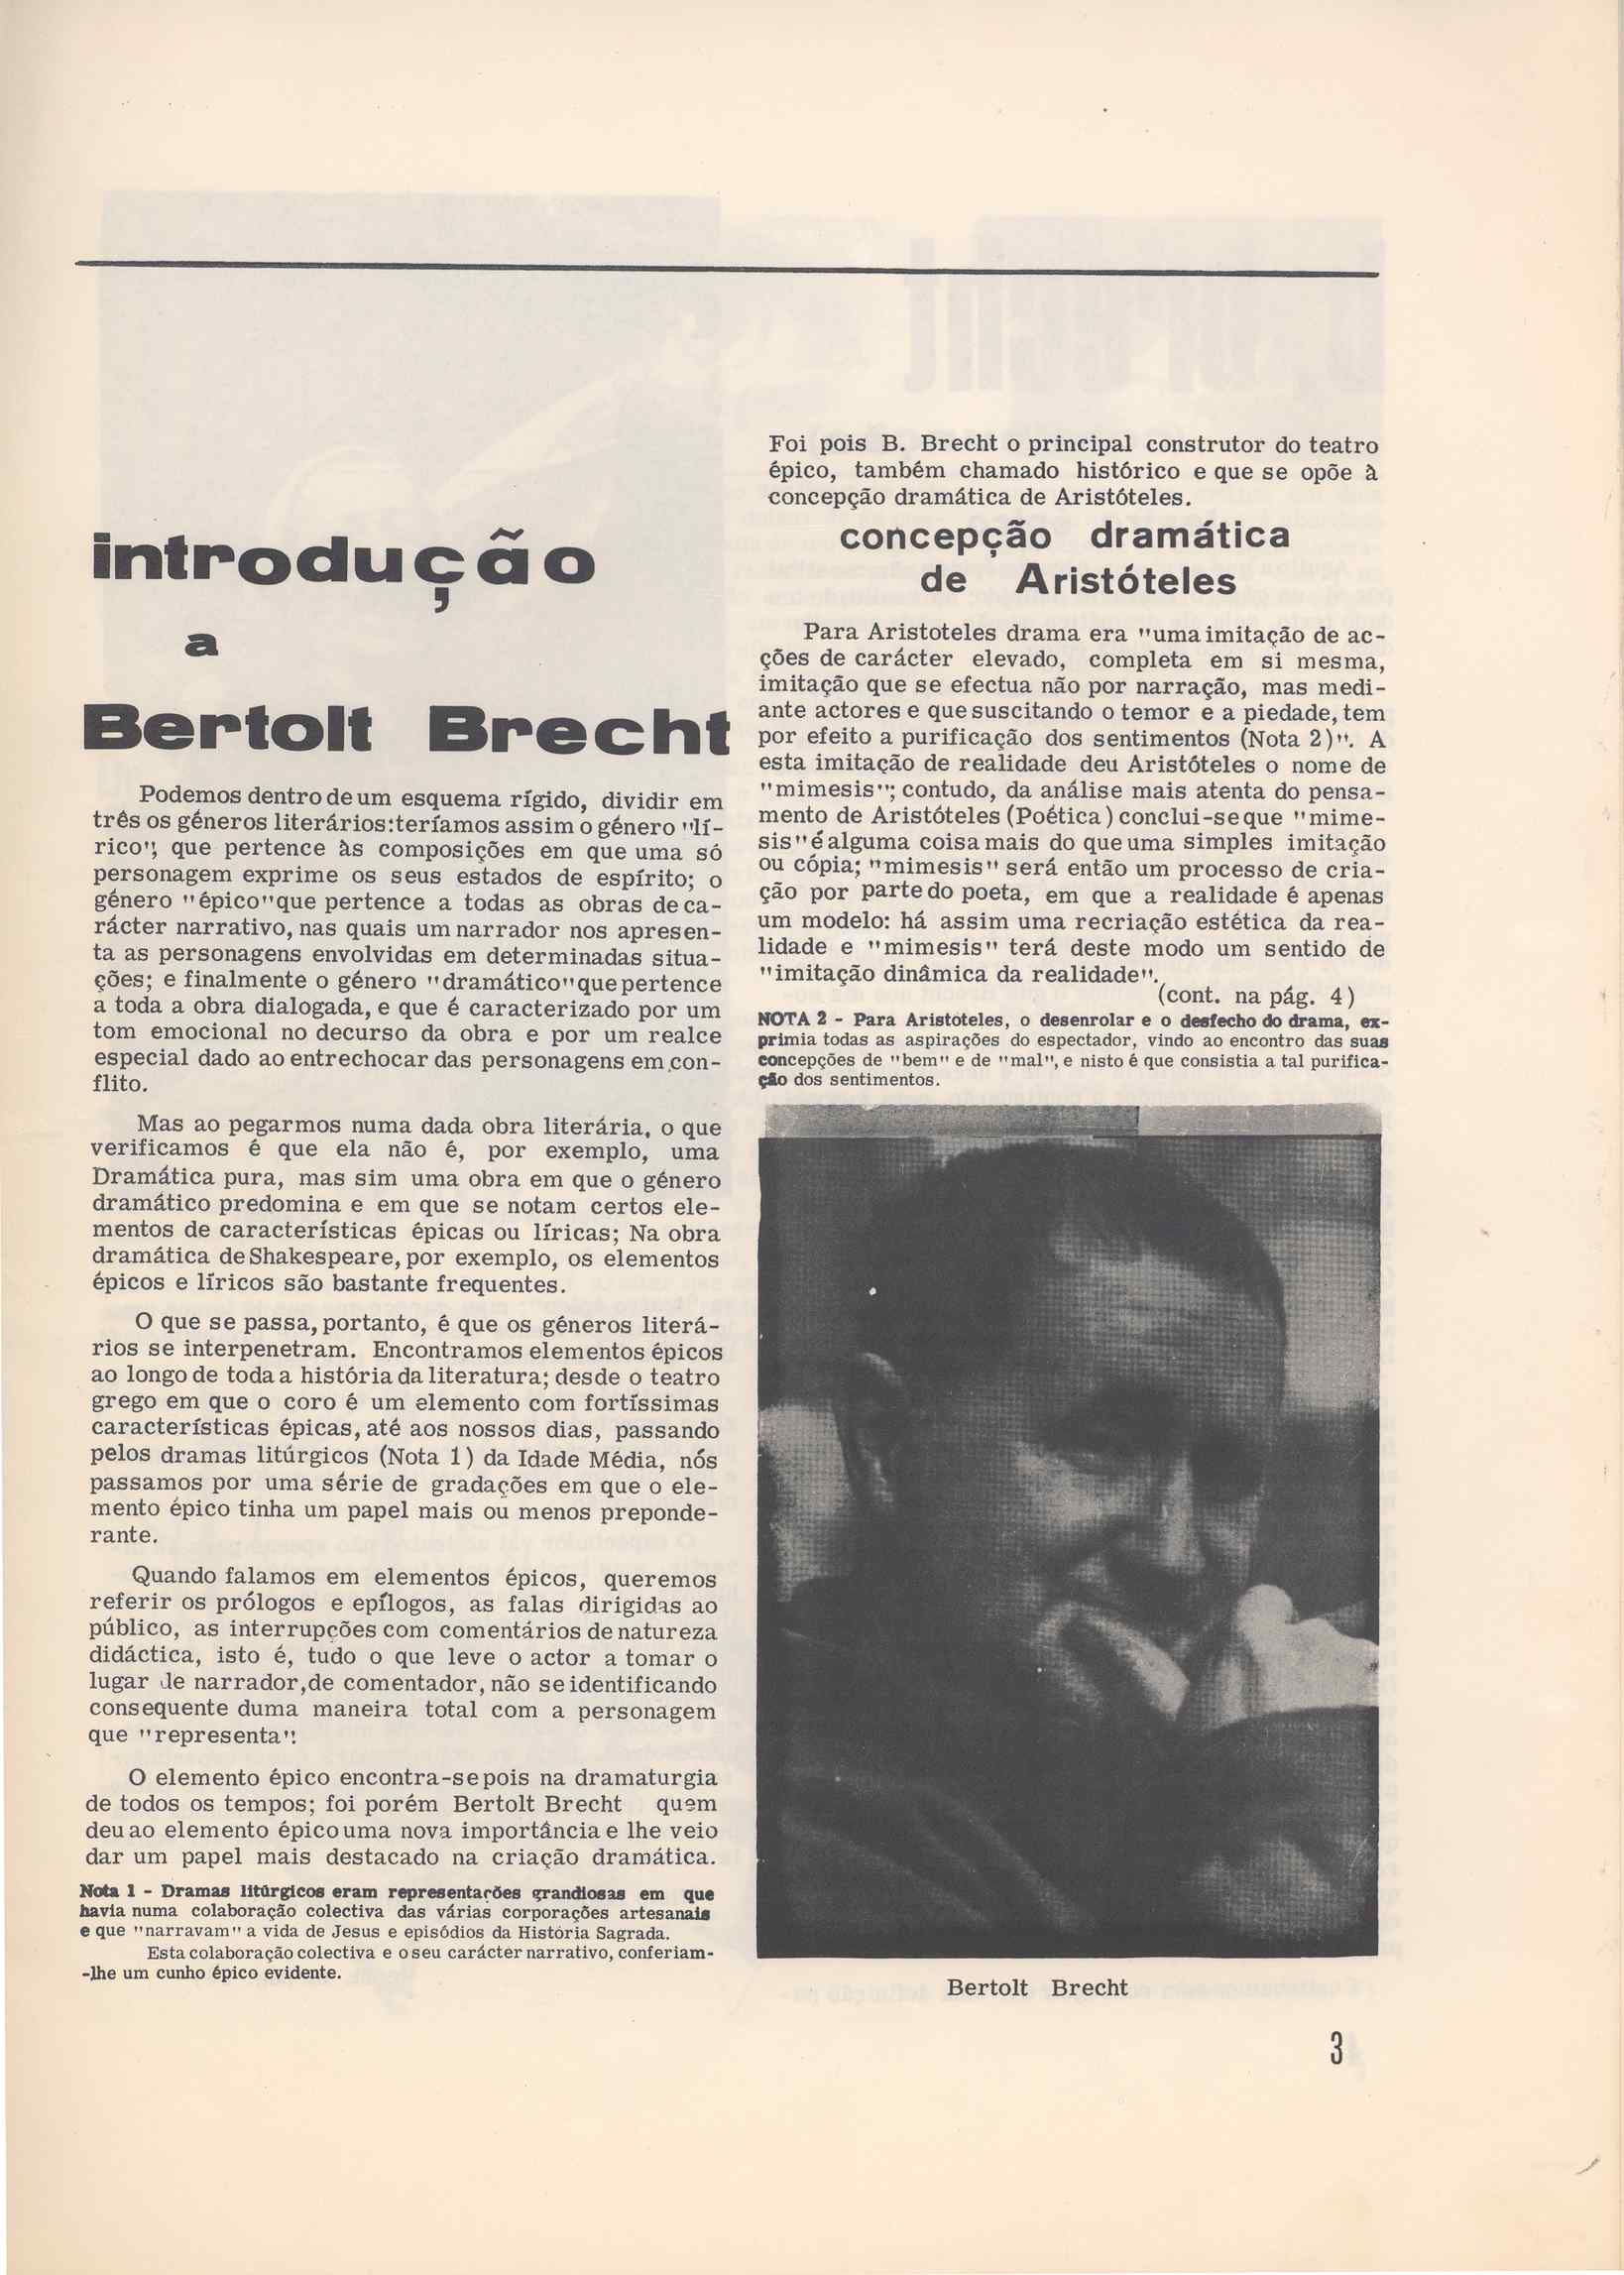 introdução
a
Bertolt Brecht
Podemos dentro de um esquema rígido, dividir em
três os géneros literários:teríamos assim o género "lí-
rico", que pertence às composições em que uma só
personagem exprime os seus estados de espírito; o
género "épico"que pertence a todas as obras de ca-
rácter narrativo, nas quais um narrador nos apresen-
ta as personagens envolvidas em determinadas situa-
ções; e finalmente o género "dramático"que pertence
a toda a obra dialogada, e que é caracterizado por um
tom emocional no decurso da obra e por um realce
especial dado ao entrechocar das personagens em con-
flito.
Mas ao pegarmos numa dada obra literária, o que
verificamos é que ela não é, por exemplo, uma
Dramática pura, mas sim uma obra em que o género
dramático predomina e em que se notam certos ele-
mentos de características épicas ou líricas; Na obra
dramática de Shakespeare, por exemplo, os elementos
épicos e líricos são bastante frequentes.
O que se passa, portanto, é que os géneros literá-
rios se interpenetram. Encontramos elementos épicos
ao longo de toda a história da literatura; desde o teatro
grego em que o coro é um elemento com fortíssimas
características épicas, até aos nossos dias, passando
pelos dramas litúrgicos (Nota 1) da Idade Média, nós
passamos por uma série de gradações em que o ele-
mento épico tinha um papel mais ou menos preponde-
rante.
Quando falamos em elementos épicos, queremos
referir os prólogos e epílogos, as falas dirigidas ao
público, as interrupções com comentários de natureza
didáctica, isto é, tudo o que leve o actor a tomar o
lugar de narrador,de comentador, não se identificando
consequente duma maneira total com a personagem
que "representa".
O elemento épico encontra-se pois na dramaturgia
de todos os tempos; foi porém Bertolt Brecht quem
deu ao elemento épico uma nova importância e lhe veio
dar um papel mais destacado na criação dramática.
Nota 1 - Dramas litúrgicos eram representações grandiosas em que
havia numa colaboração colectiva das várias corporações artesanais
e que "narravam" a vida de Jesus e episódios da História Sagrada.
Esta colaboração colectiva e o seu carácter narrativo, conferiam-
-lhe um cunho épico evidente.
Foi pois B. Brecht o principal construtor do teatro
épico, também chamado histórico e que se opõe à
concepção dramática de Aristóteles.
concepção dramática
de Aristóteles
Para Aristoteles drama era "uma imitação de ac-
ções de carácter elevado, completa em si mesma,
imitação que se efectua não por narração, mas medi-
ante actores e que suscitando o temor e a piedade, tem
por efeito a purificação dos sentimentos (Nota 2)". A
esta imitação de realidade deu Aristóteles o nome de
"mimesis"; contudo, da análise mais atenta do pensa-
mento de Aristóteles (Poética) conclui-se que "mime-
sis" é alguma coisa mais do que uma simples imitação
ou cópia; "mimesis" será então um processo de cria-
ção por parte do poeta, em que a realidade é apenas
um modelo: há assim uma recriação estética da rea-
lidade e "mimesis" terá deste modo um sentido de
"imitação dinâmica da realidade".
(cont. na pág. 4)
NOTA 2 - Para Aristoteles, o desenrolar e o desfecho do drama, ex-
primia todas as aspirações do espectador, vindo ao encontro das suas
concepções de "bem" e de "mal", e nisto é que consistia a tal purifica-
ção dos sentimentos.
Bertolt Brecht
3